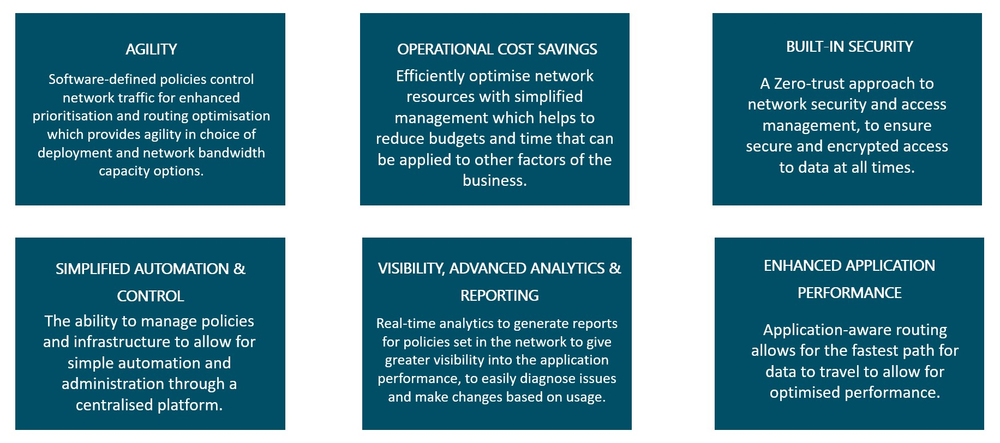 AGILITY
Software-defined policies control
network traffic for enhanced
prioritisation and routing optimisation
which provides agility in choice of
deployment and network bandwidth
capacity options.
OPERATIONAL COST SAVINGS
Efficiently optimise network
resources with simplified
management which helps to
reduce budgets and time that can
be applied to other factors of the
business.
BUILT-IN SECURITY
A Zero-trust approach to
network security and access
management, to ensure
secure and encrypted access
to data at all times.
SIMPLIFIED AUTOMATION &
CONTROL
The ability to manage policies
and infrastructure to allow for
simple automation and
administration through a
centralised platform.
VISIBILITY, ADVANCED ANALYTICS &
REPORTING
Real-time analytics to generate reports
for policies set in the network to give
greater visibility into the application
performance, to easily diagnose issues
and make changes based on usage.
ENHANCED APPLICATION
PERFORMANCE
Application-aware routing
allows for the fastest path for
data to travel to allow for
optimised performance.